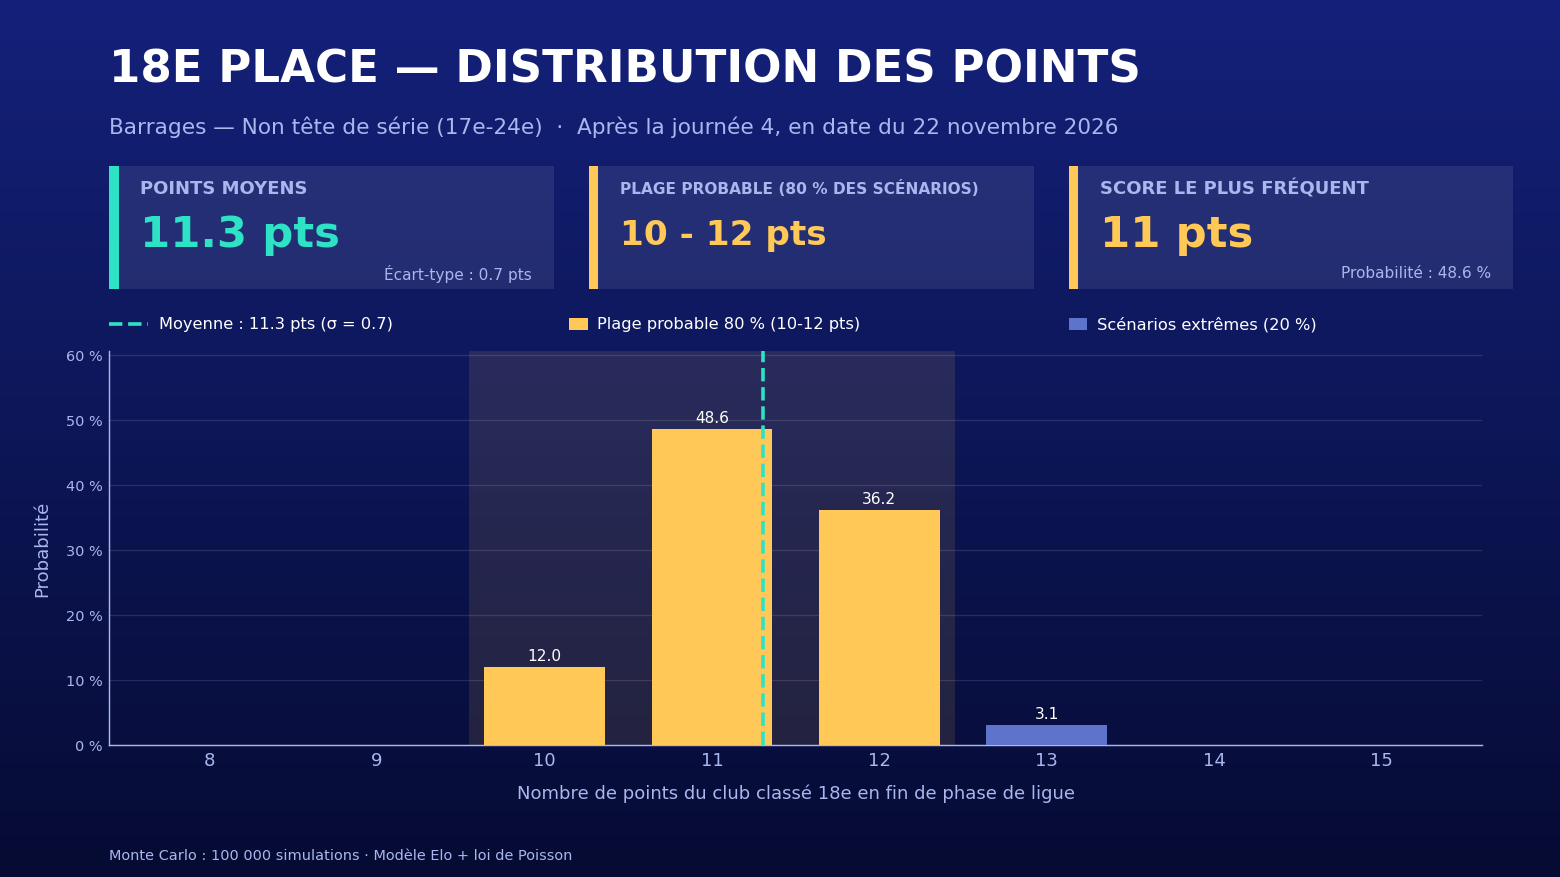 18E PLACE — DISTRIBUTION DES POINTS
Barrages — Non tête de série (17e-24e) · Après la journée 4, en date du 22 novembre 2026
POINTS MOYENS
11.3 pts
Écart-type : 0.7 pts
PLAGE PROBABLE (80 % DES SCÉNARIOS)
10 - 12 pts
SCORE LE PLUS FRÉQUENT
11 pts
Probabilité : 48.6 %
Moyenne : 11.3 pts (σ = 0.7)
Plage probable 80 % (10-12 pts)
Scénarios extrêmes (20 %)
Probabilité
60 %
50 %
40 %
30 %
20 %
10 %
0 %
12.0
48.6
36.2
3.1
8 9 10 11 12 13 14 15
Nombre de points du club classé 18e en fin de phase de ligue
Monte Carlo : 100 000 simulations · Modèle Elo + loi de Poisson